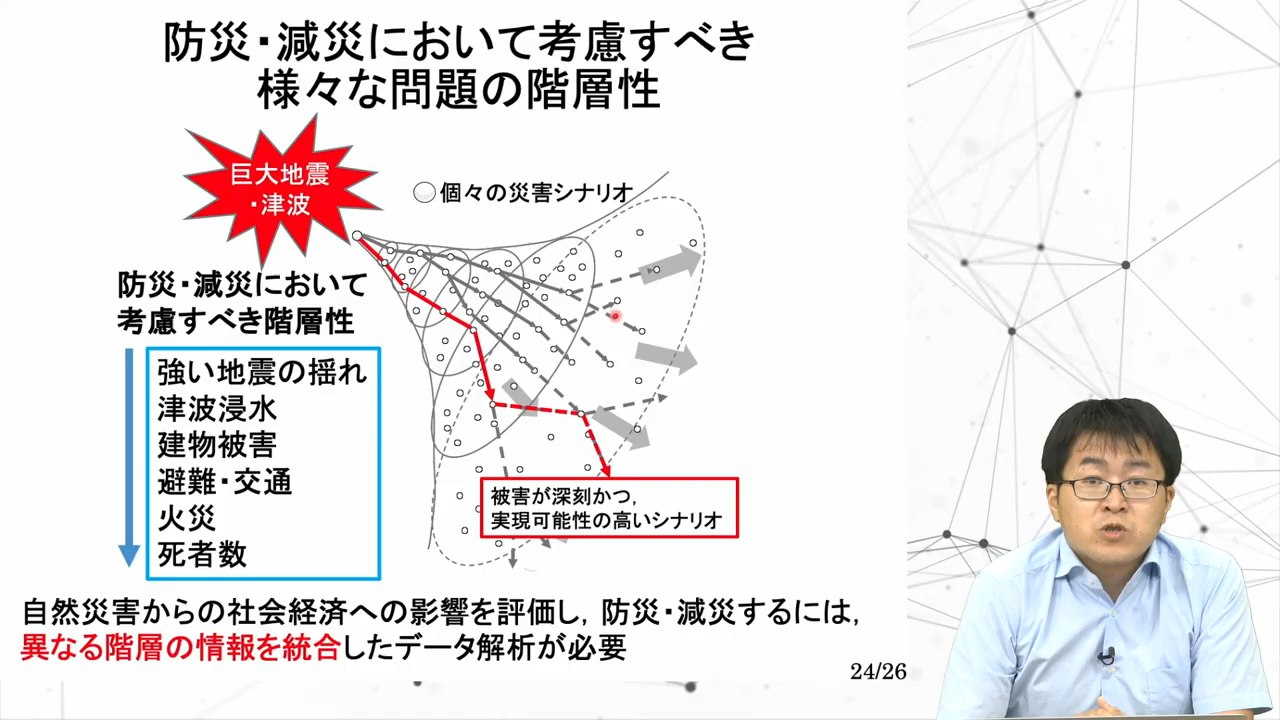 防災・減災において考慮すべき
様々な問題の階層性
巨大地震
・津波
個々の災害シナリオ
防災・減災において
考慮すべき階層性
強い地震の揺れ
津波浸水
建物被害
避難・交通
火災
死者数
被害が深刻かつ，
実現可能性の高いシナリオ
自然災害からの社会経済への影響を評価し，防災・減災するには，
異なる階層の情報を統合したデータ解析が必要
24/26